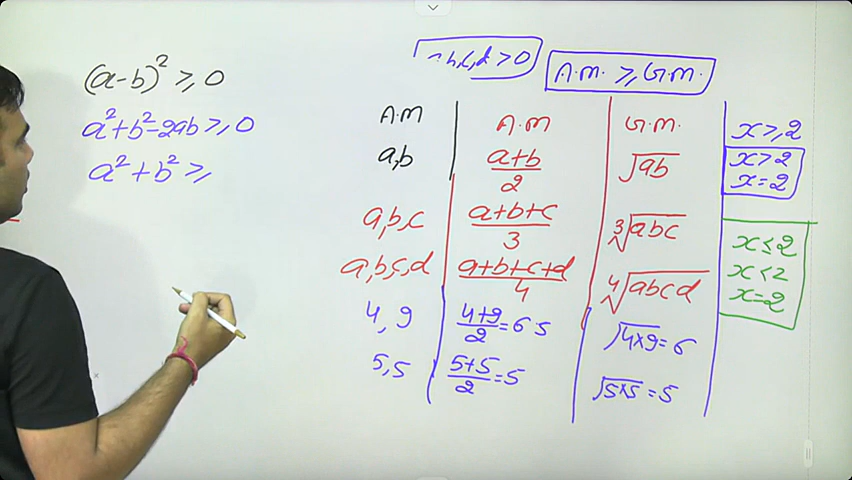 (a-b)² ≥ 0
a² + b² - 2ab ≥ 0
a² + b² ≥
a,b,c,d > 0
A.M. ≥ G.M.
A.M A.M G.M.
a,b (a+b)/2 √ab
a,b,c (a+b+c)/3 ∛abc
a,b,c,d (a+b+c+d)/4 ∜abcd
4, 9 (4+9)/2 = 6.5 √4×9 = 6
5,5 (5+5)/2 = 5 √5×5 = 5
x ≥ 2
x > 2
x = 2
x ≤ 2
x < 2
x = 2